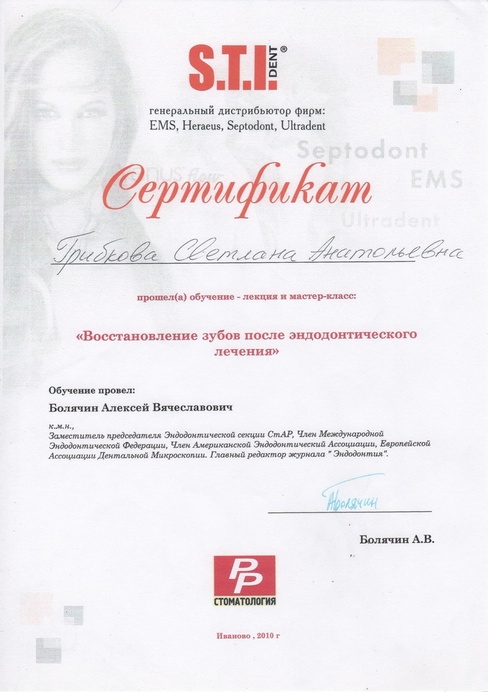 S.T.I.DENT®
генеральный дистрибьютор фирм:
EMS, Heraeus, Septodont, Ultradent
Septodont
EMS
Ultradent
Сертификат
Грибкова Светлана Анатольевна
прошел(а) обучение - лекция и мастер-класс:
«Восстановление зубов после эндодонтического
лечения»
Обучение провел:
Болячин Алексей Вячеславович
к.м.н.,
Заместитель председателя Эндодонтической секции СтАР, Член Международной
Эндодонтической Федерации, Член Американской Эндодонтической Ассоциации, Европейской
Ассоциации Дентальной Микроскопии. Главный редактор журнала " Эндодонтия".
Аболячин
Болячин А.В.
РР
СТОМАТОЛОГИЯ
Иваново , 2010 г